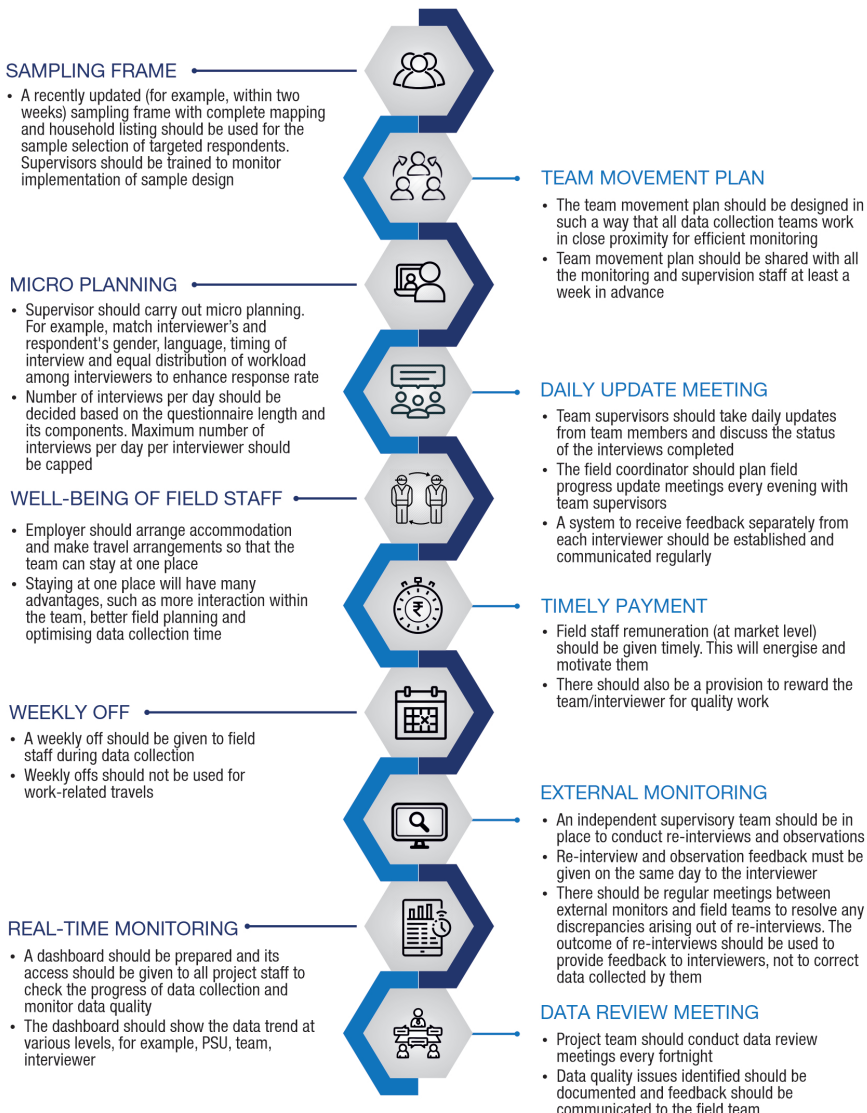 SAMPLING FRAME
• A recently updated (for example, within two
weeks) sampling frame with complete mapping
and household listing should be used for the
sample selection of targeted respondents.
Supervisors should be trained to monitor
implementation of sample design
TEAM MOVEMENT PLAN
• The team movement plan should be designed in
such a way that all data collection teams work
in close proximity for efficient monitoring
• Team movement plan should be shared with all
the monitoring and supervision staff at least a
week in advance
MICRO PLANNING
• Supervisor should carry out micro planning.
For example, match interviewer’s and
respondent's gender, language, timing of
interview and equal distribution of workload
among interviewers to enhance response rate
• Number of interviews per day should be
decided based on the questionnaire length and
its components. Maximum number of
interviews per day per interviewer should
be capped
DAILY UPDATE MEETING
• Team supervisors should take daily updates
from team members and discuss the status
of the interviews completed
• The field coordinator should plan field
progress update meetings every evening with
team supervisors
• A system to receive feedback separately from
each interviewer should be established and
communicated regularly
WELL-BEING OF FIELD STAFF
• Employer should arrange accommodation
and make travel arrangements so that the
team can stay at one place
• Staying at one place will have many
advantages, such as more interaction within
the team, better field planning and
optimising data collection time
₹
TIMELY PAYMENT
• Field staff remuneration (at market level)
should be given timely. This will energise and
motivate them
• There should also be a provision to reward the
team/interviewer for quality work
WEEKLY OFF
• A weekly off should be given to field
staff during data collection
• Weekly offs should not be used for
work-related travels
EXTERNAL MONITORING
• An independent supervisory team should be in
place to conduct re-interviews and observations
• Re-interview and observation feedback must be
given on the same day to the interviewer
• There should be regular meetings between
external monitors and field teams to resolve any
discrepancies arising out of re-interviews. The
outcome of re-interviews should be used to
provide feedback to interviewers, not to correct
data collected by them
REAL-TIME MONITORING
• A dashboard should be prepared and its
access should be given to all project staff to
check the progress of data collection and
monitor data quality
• The dashboard should show the data trend at
various levels, for example, PSU, team,
interviewer
DATA REVIEW MEETING
• Project team should conduct data review
meetings every fortnight
• Data quality issues identified should be
documented and feedback should be
communicated to the field team